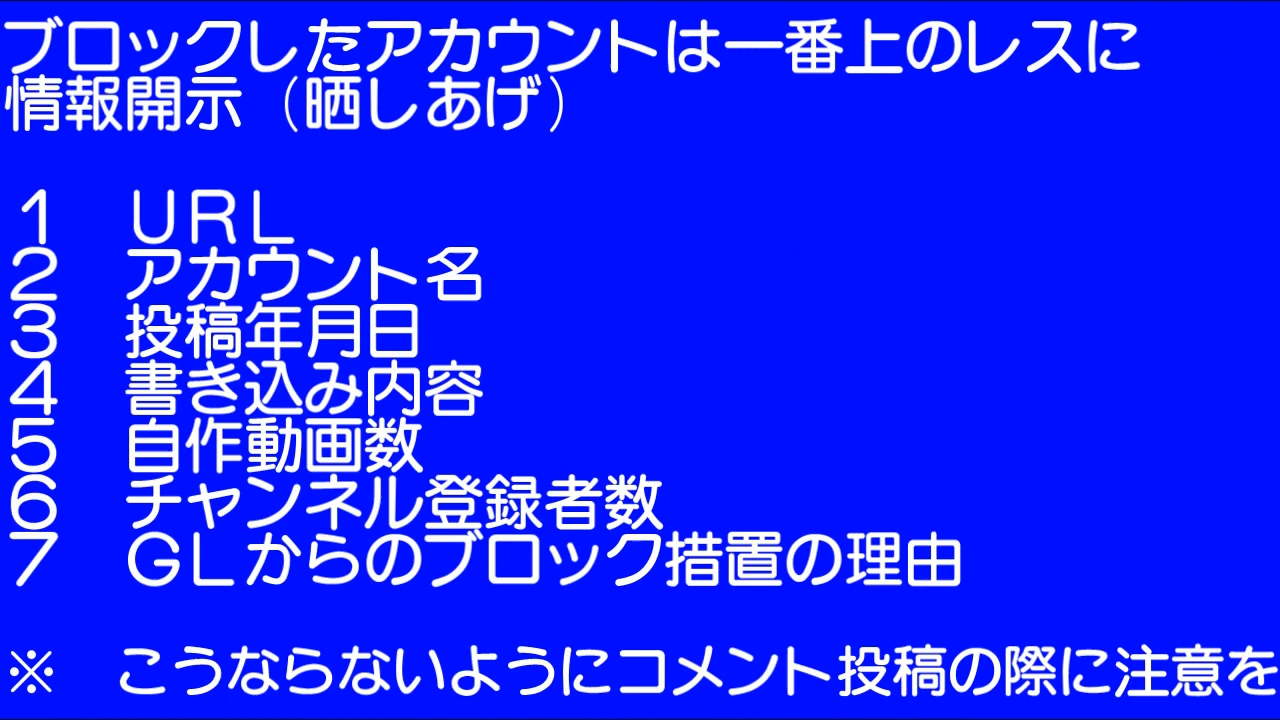 ブロックしたアカウントは一番上のレスに
情報開示（晒しあげ）
１　ＵＲＬ
２　アカウント名
３　投稿年月日
４　書き込み内容
５　自作動画数
６　チャンネル登録者数
７　ＧＬからのブロック措置の理由
※　こうならないようにコメント投稿の際に注意を